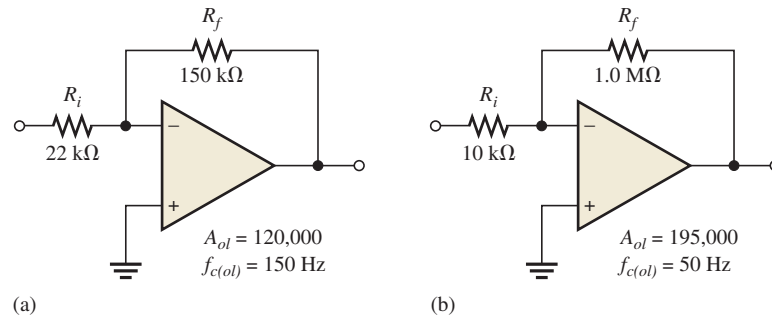 R_f
150 kΩ
R_i
22 kΩ
−
+
A_ol = 120,000
f_c(ol) = 150 Hz
(a)
R_f
1.0 MΩ
R_i
10 kΩ
−
+
A_ol = 195,000
f_c(ol) = 50 Hz
(b)